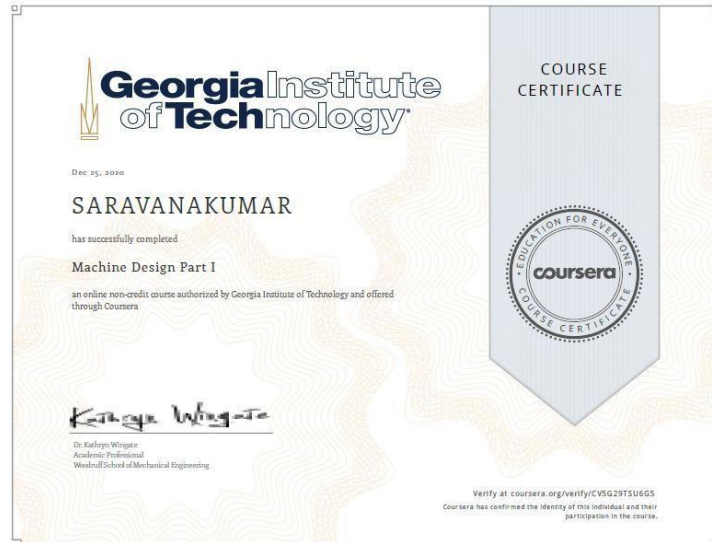 Georgia Institute
of Technology
COURSE
CERTIFICATE
Dec 25, 2020
SARAVANAKUMAR
has successfully completed
Machine Design Part I
an online non-credit course authorized by Georgia Institute of Technology and offered
through Coursera
EDUCATION FOR EVERYONE
coursera
COURSE CERTIFICATE
Kathryn Wingate
Dr. Kathryn Wingate
Academic Professional
Woodruff School of Mechanical Engineering
Verify at coursera.org/verify/CV5G29TSU6G5
Coursera has confirmed the identity of this individual and their
participation in the course.